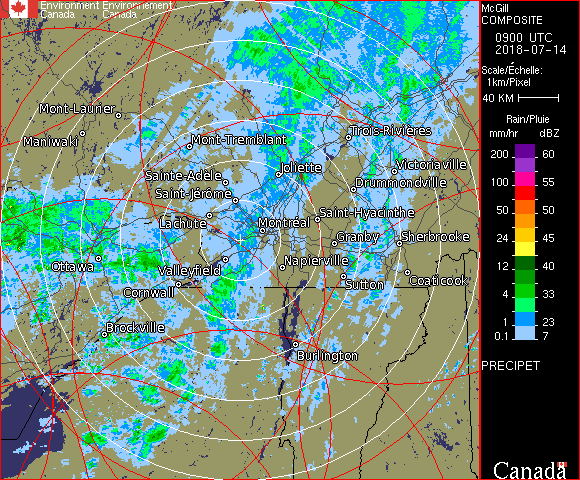 Environment Environnement
Canada Canada
McGill
COMPOSITE
0900 UTC
2018-07-14
Scale/Échelle:
1km/Pixel
40 KM
Rain/Pluie
mm/hr dBZ
200 60
100 55
50 50
24 45
12 40
4 33
1 23
0.1 7
PRECIPET
Canada
Mont-Laurier
Maniwaki
Mont-Tremblant
Trois-Rivières
Sainte-Adèle
Joliette
Victoriaville
Saint-Jérôme
Drummondville
Lachute
Saint-Hyacinthe
Montréal
Granby
Sherbrooke
Ottawa
Valleyfield
Napierville
Cornwall
Sutton
Coaticook
Brockville
Burlington